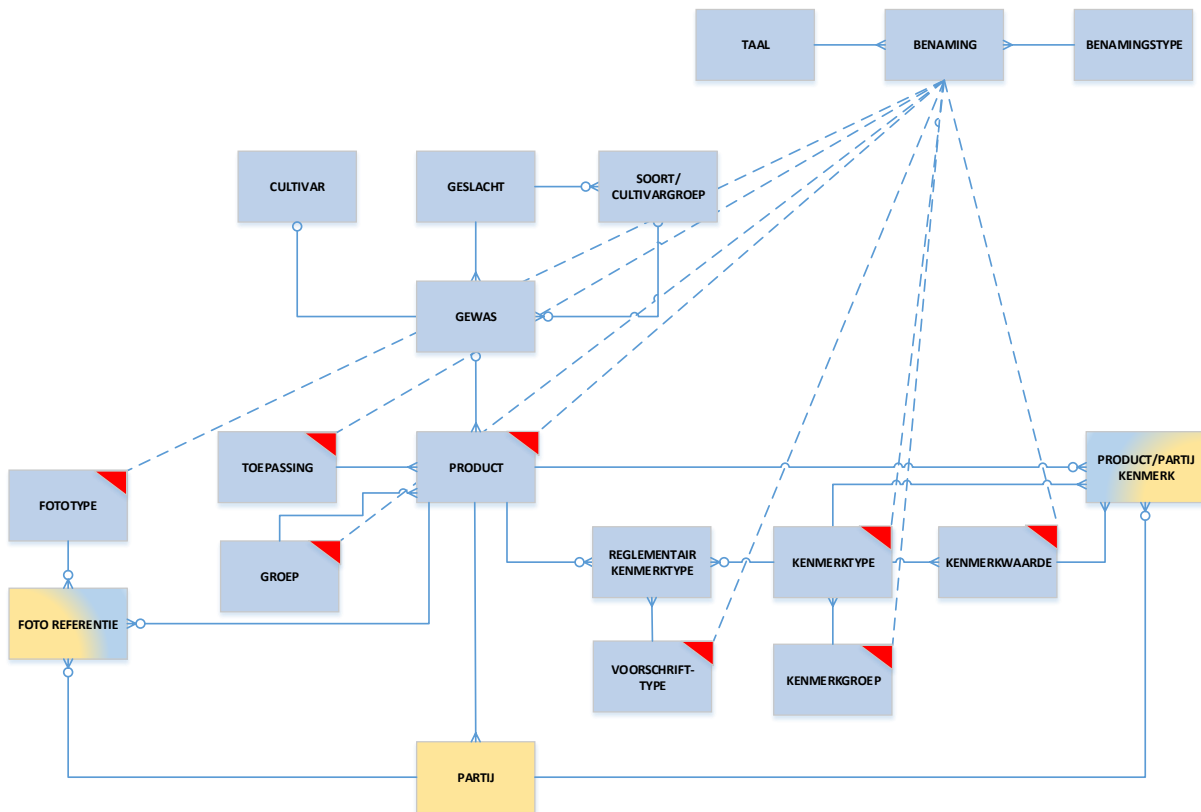 TAAL
BENAMING
BENAMINGSTYPE
CULTIVAR
GESLACHT
SOORT/
CULTIVARGROEP
GEWAS
TOEPASSING
PRODUCT
PRODUCT/PARTIJ
KENMERK
FOTOTYPE
GROEP
REGLEMENTAIR
KENMERKTYPE
KENMERKTYPE
KENMERKWAARDE
FOTO REFERENTIE
VOORSCHRIFT-
TYPE
KENMERKGROEP
PARTIJ